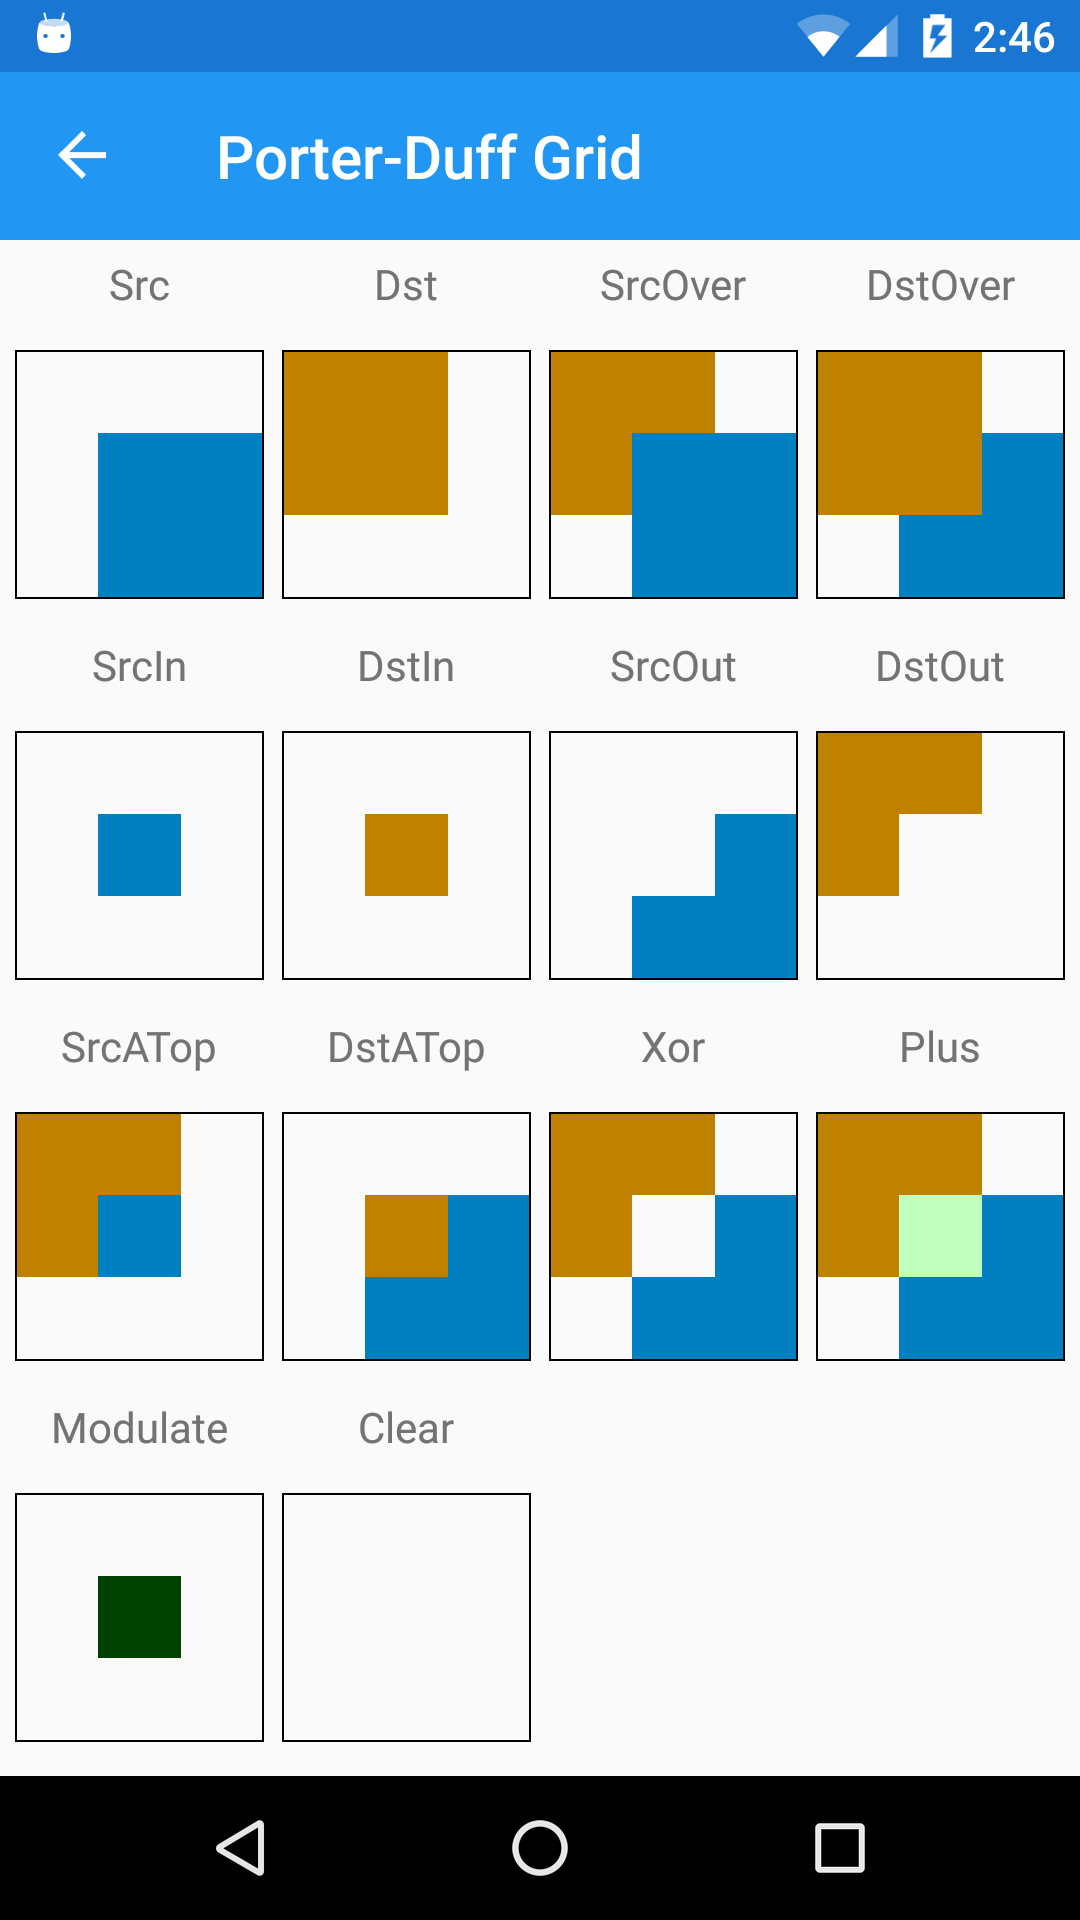 2:46
Porter-Duff Grid
Src Dst SrcOver DstOver
SrcIn DstIn SrcOut DstOut
SrcATop DstATop Xor Plus
Modulate Clear